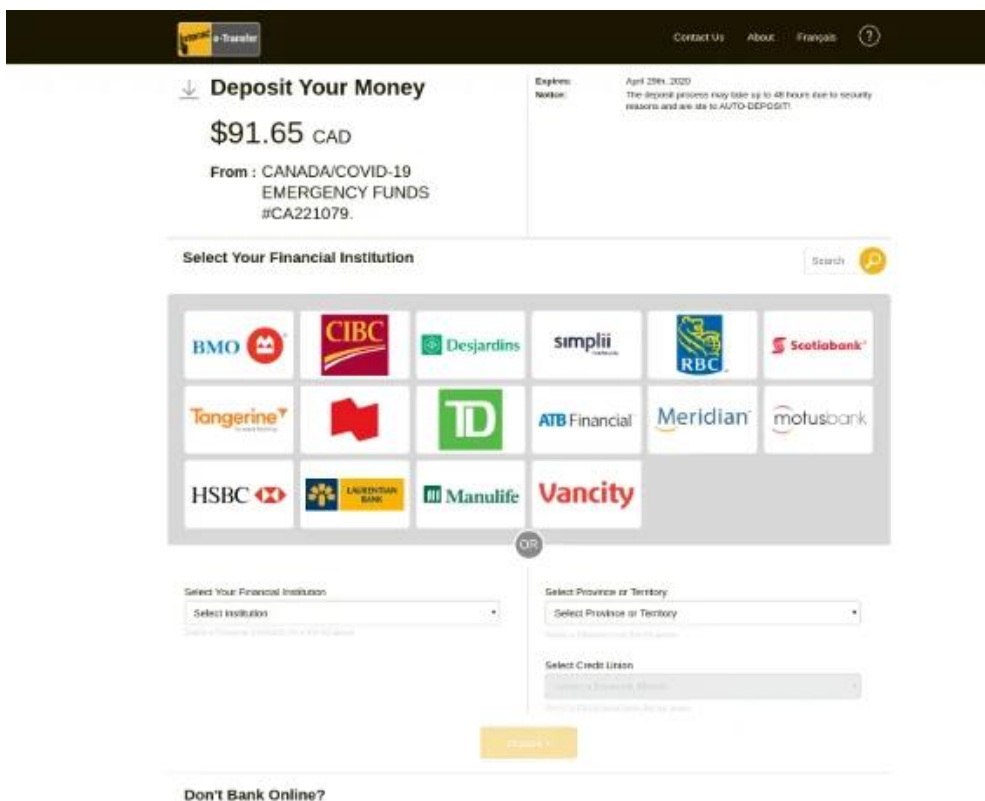 Interac e-Transfer
Contact Us About Français ?
Deposit Your Money
$91.65 CAD
From : CANADA/COVID-19
EMERGENCY FUNDS
#CA221079.
Expires: April 29th, 2020
Notice: The deposit process may take up to 48 hours due to security
reasons and are ste to AUTO-DEPOSIT!
Select Your Financial Institution
Search
BMO CIBC Desjardins simplii RBC Scotiabank
Tangerine TD ATB Financial Meridian motusbank
HSBC LAURENTIAN
BANK Manulife Vancity
OR
Select Your Financial Institution
Select Institution
Select Province or Territory
Select Province or Territory
Select Credit Union
Don't Bank Online?